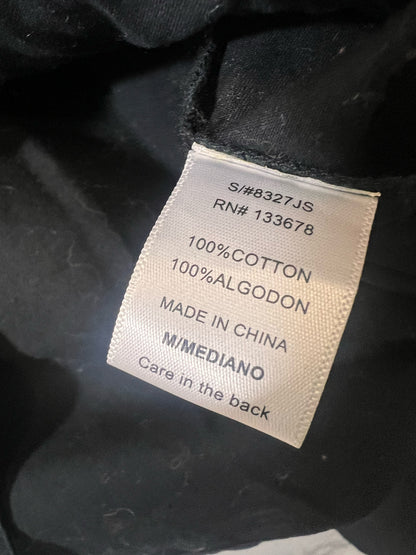 S/#8327JS
RN# 133678
100%COTTON
100%ALGODON
MADE IN CHINA
M/MEDIANO
Care in the back